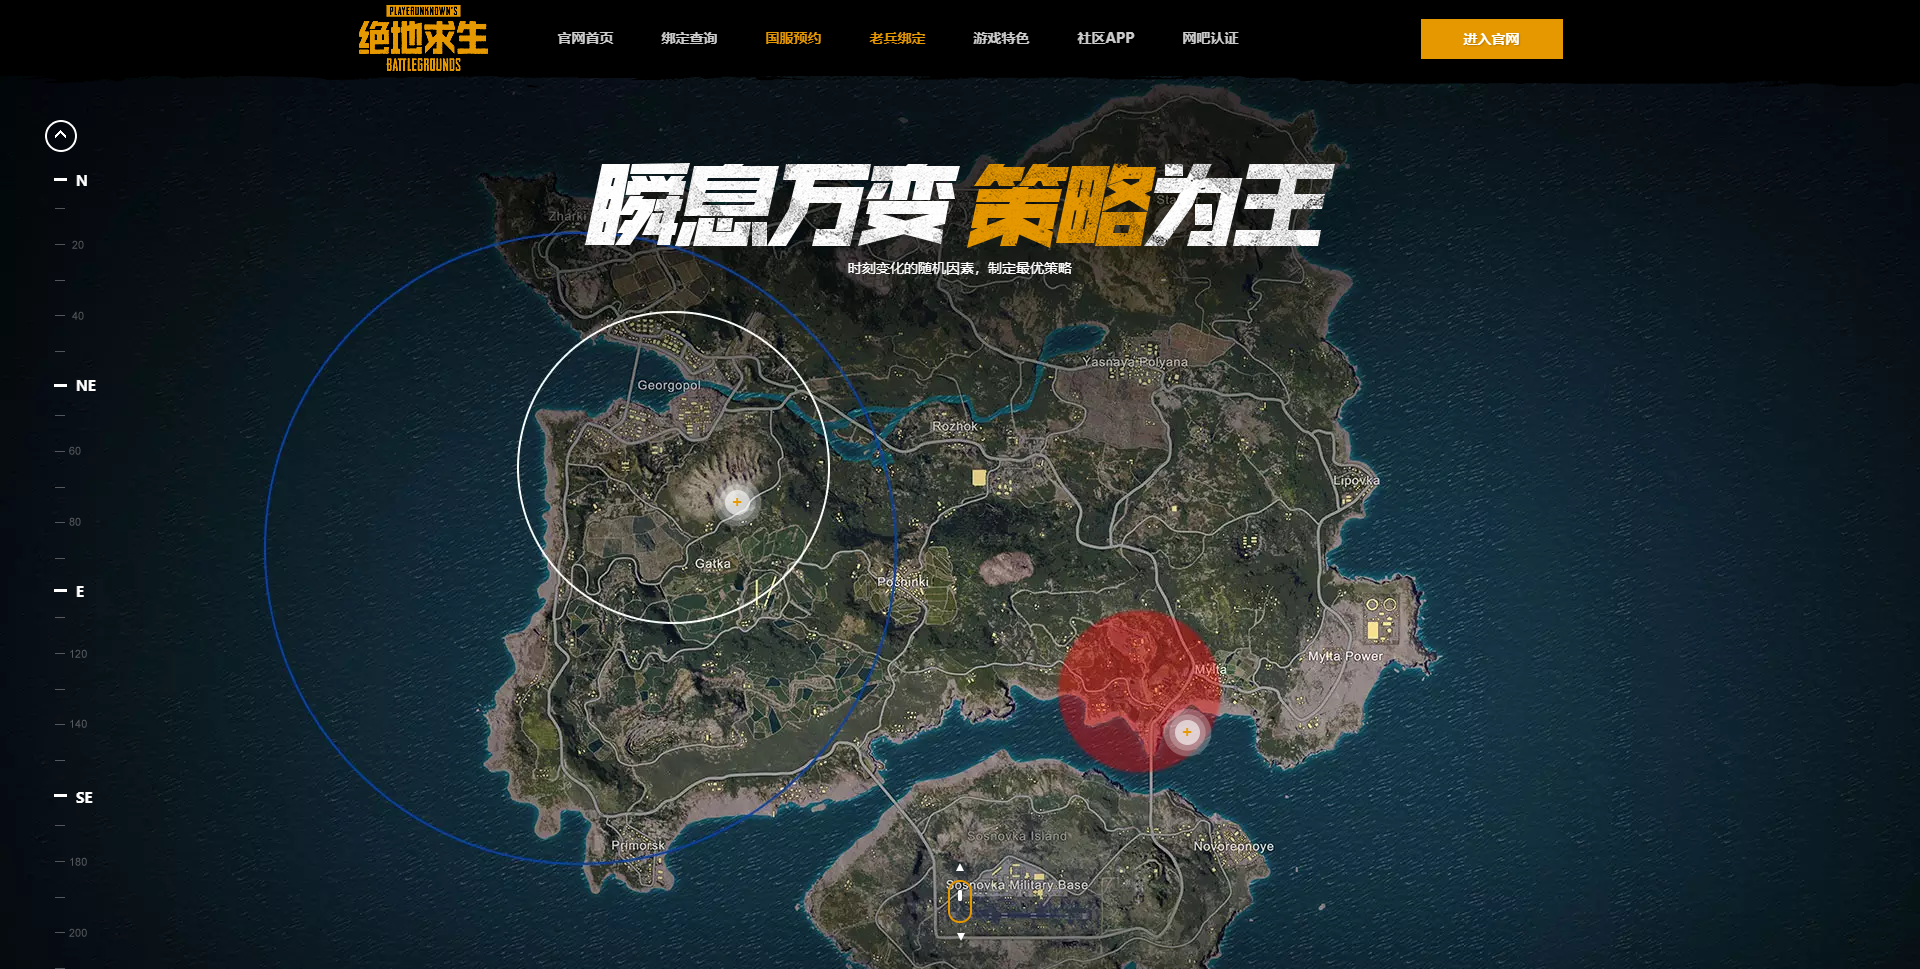 PLAYERUNKNOWN'S
绝地求生
BATTLEGROUNDS
官网首页
绑定查询
国服预约
老兵绑定
游戏特色
社区APP
网吧认证
进入官网
瞬息万变 策略为王
时刻变化的随机因素，制定最优策略
N
20
40
NE
60
80
E
120
140
SE
180
200
Zharki
Georgopol
Yasnaya Polyana
Rozhok
Lipovka
Gatka
Pochinki
Mylta
Mylta Power
Primorsk
Sosnovka Island
Novorepnoye
Sosnovka Military Base